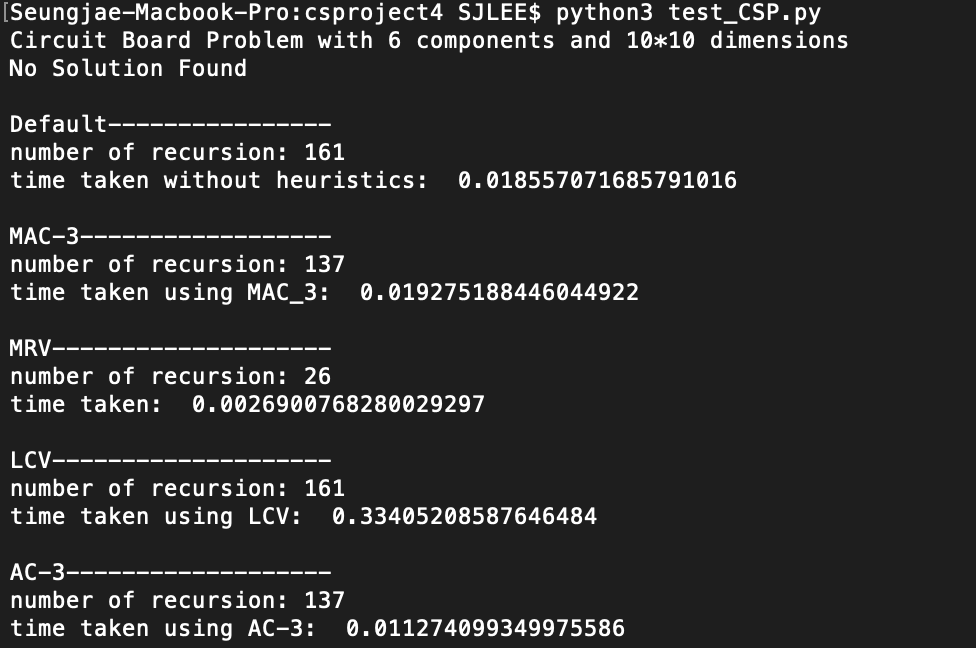 [Seungjae-Macbook-Pro:csproject4 SJLEE$ python3 test_CSP.py
Circuit Board Problem with 6 components and 10*10 dimensions
No Solution Found
Default----------------
number of recursion: 161
time taken without heuristics:  0.018557071685791016
MAC-3------------------
number of recursion: 137
time taken using MAC_3:  0.019275188446044922
MRV--------------------
number of recursion: 26
time taken:  0.0026900768280029297
LCV--------------------
number of recursion: 161
time taken using LCV:  0.33405208587646484
AC-3-------------------
number of recursion: 137
time taken using AC-3:  0.011274099349975586